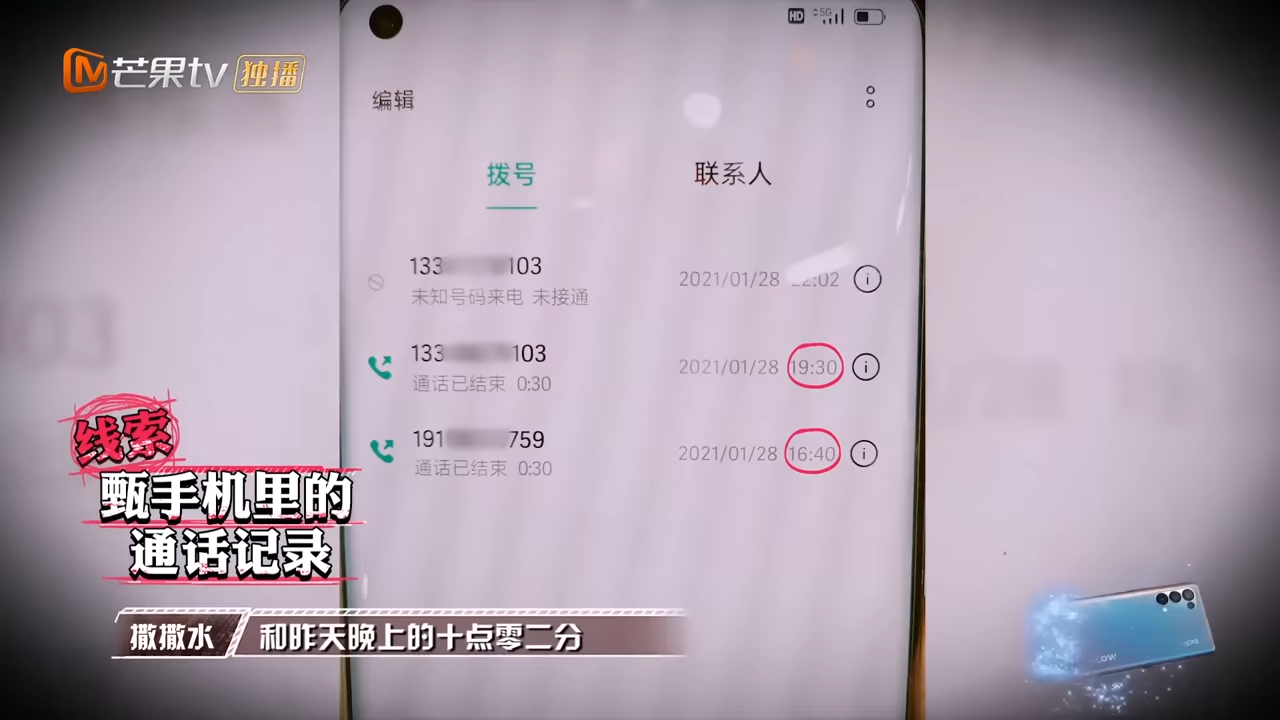 HD 5G
芒果tv 独播
编辑
拨号 联系人
133 103
未知号码来电 未接通
2021/01/28 22:02
133 103
通话已结束 0:30
2021/01/28 19:30
191 759
通话已结束 0:30
2021/01/28 16:40
线索
甄手机里的
通话记录
撒撒水 和昨天晚上的十点零二分